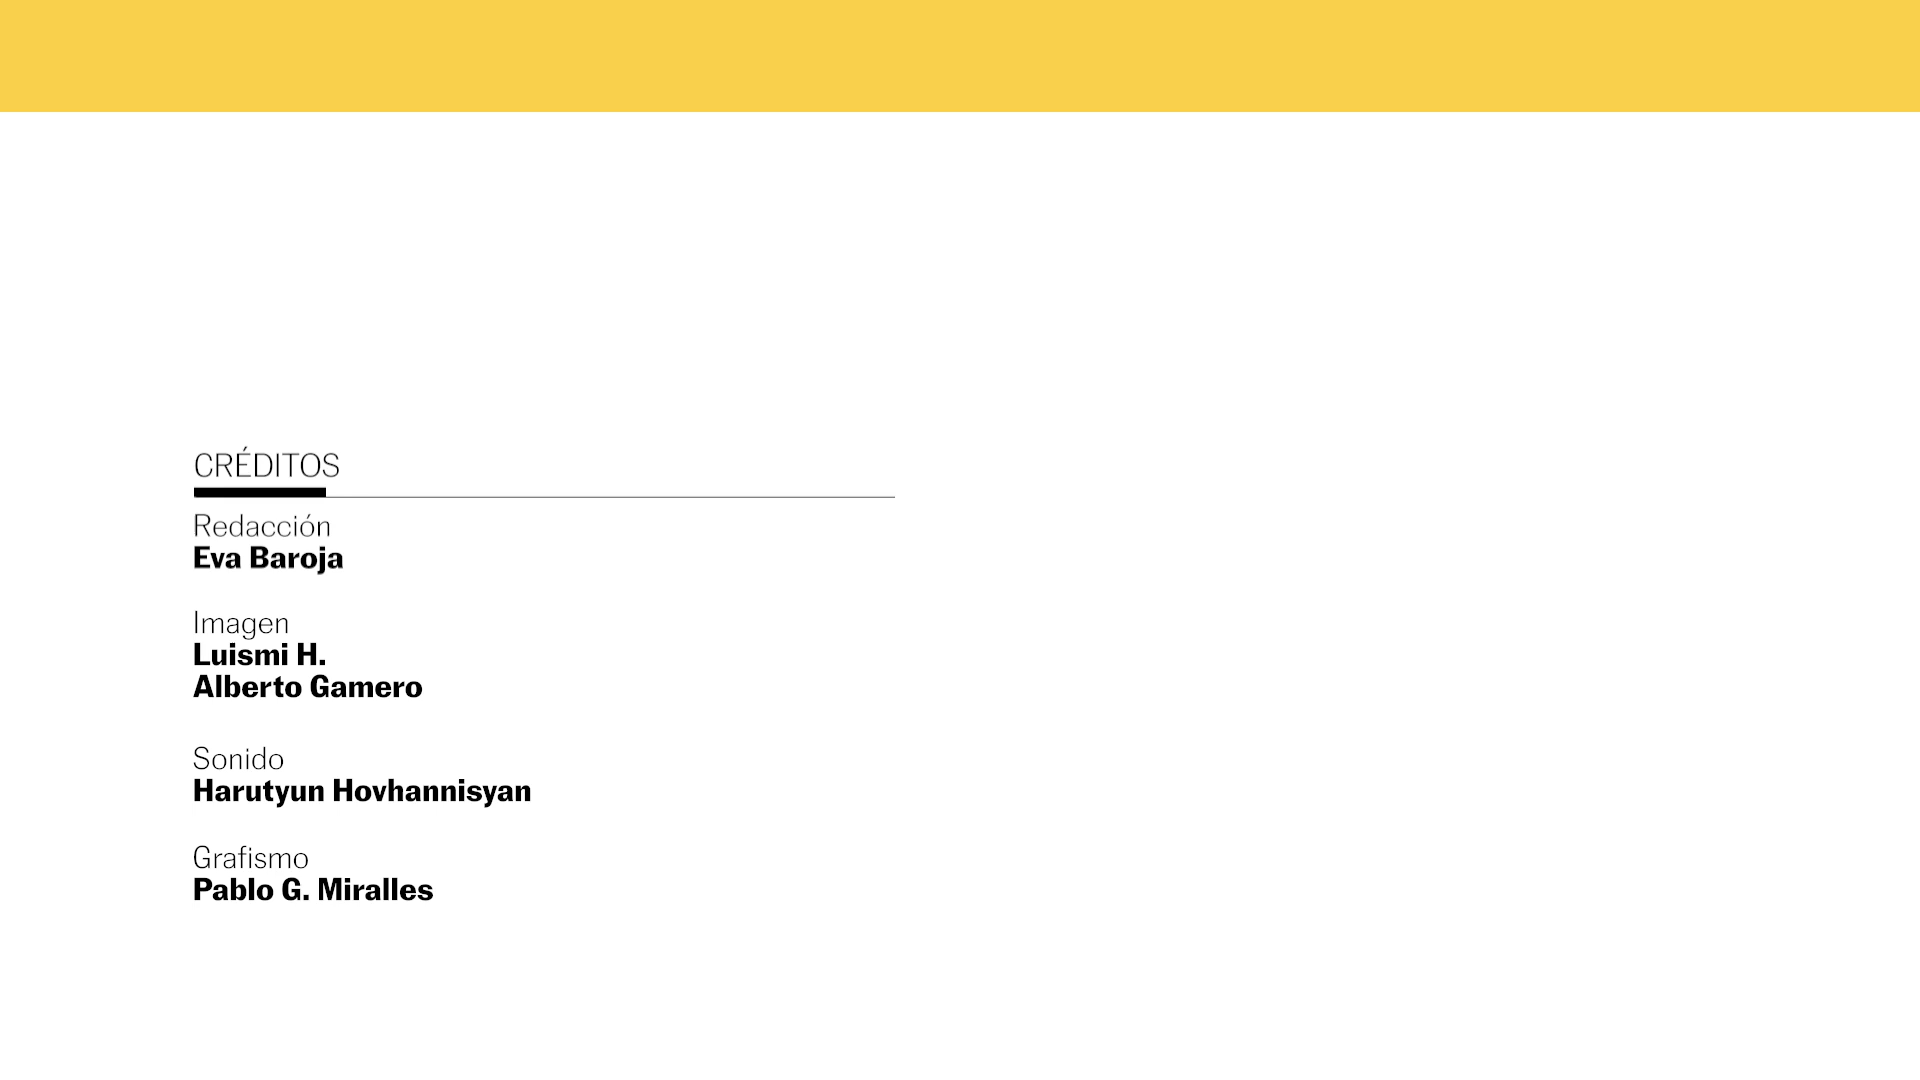 CRÉDITOS
Redacción
Eva Baroja
Imagen
Luismi H.
Alberto Gamero
Sonido
Harutyun Hovhannisyan
Grafismo
Pablo G. Miralles